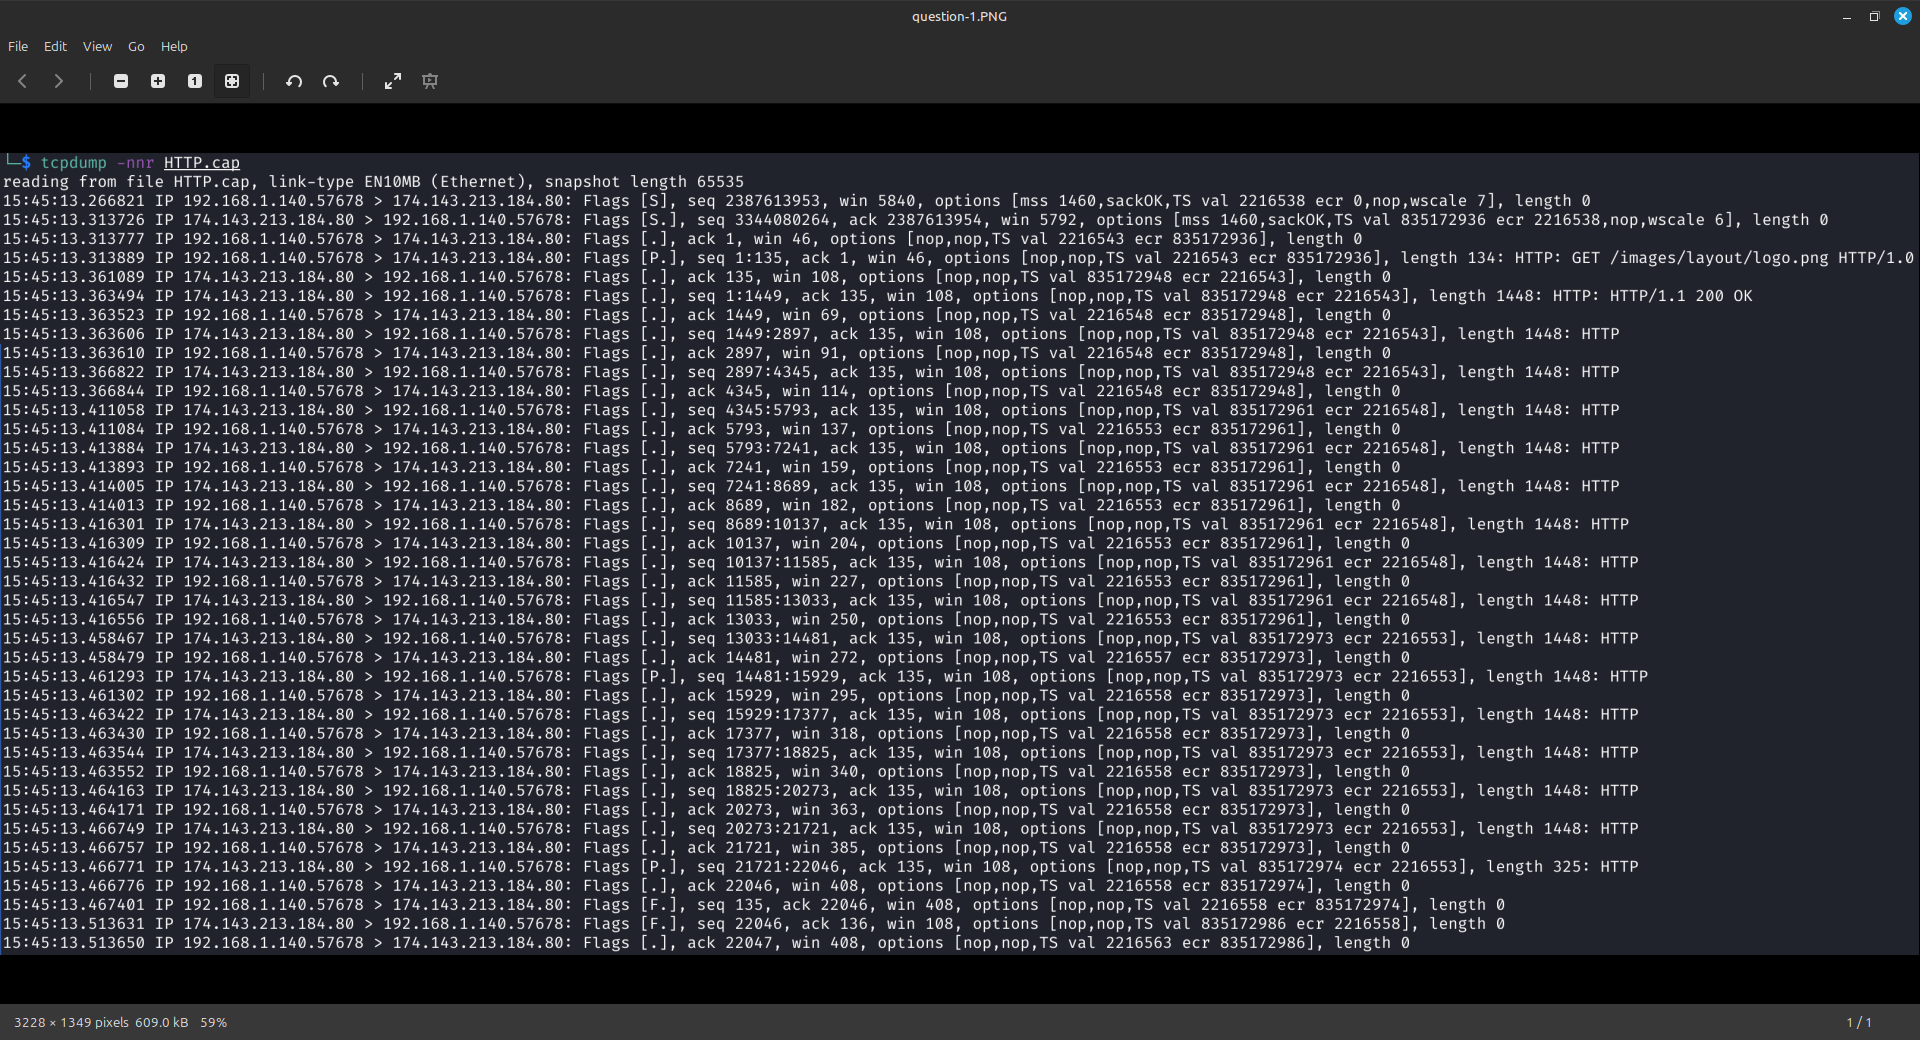 question-1.PNG
File Edit View Go Help
└─$ tcpdump -nnr HTTP.cap
reading from file HTTP.cap, link-type EN10MB (Ethernet), snapshot length 65535
15:45:13.266821 IP 192.168.1.140.57678 > 174.143.213.184.80: Flags [S], seq 2387613953, win 5840, options [mss 1460,sackOK,TS val 2216538 ecr 0,nop,wscale 7], length 0
15:45:13.313726 IP 174.143.213.184.80 > 192.168.1.140.57678: Flags [S.], seq 3344080264, ack 2387613954, win 5792, options [mss 1460,sackOK,TS val 835172936 ecr 2216538,nop,wscale 6], length 0
15:45:13.313777 IP 192.168.1.140.57678 > 174.143.213.184.80: Flags [.], ack 1, win 46, options [nop,nop,TS val 2216543 ecr 835172936], length 0
15:45:13.313889 IP 192.168.1.140.57678 > 174.143.213.184.80: Flags [P.], seq 1:135, ack 1, win 46, options [nop,nop,TS val 2216543 ecr 835172936], length 134: HTTP: GET /images/layout/logo.png HTTP/1.0
15:45:13.361089 IP 174.143.213.184.80 > 192.168.1.140.57678: Flags [.], ack 135, win 108, options [nop,nop,TS val 835172948 ecr 2216543], length 0
15:45:13.363494 IP 174.143.213.184.80 > 192.168.1.140.57678: Flags [.], seq 1:1449, ack 135, win 108, options [nop,nop,TS val 835172948 ecr 2216543], length 1448: HTTP: HTTP/1.1 200 OK
15:45:13.363523 IP 192.168.1.140.57678 > 174.143.213.184.80: Flags [.], ack 1449, win 69, options [nop,nop,TS val 2216548 ecr 835172948], length 0
15:45:13.363606 IP 174.143.213.184.80 > 192.168.1.140.57678: Flags [.], seq 1449:2897, ack 135, win 108, options [nop,nop,TS val 835172948 ecr 2216543], length 1448: HTTP
15:45:13.363610 IP 192.168.1.140.57678 > 174.143.213.184.80: Flags [.], ack 2897, win 91, options [nop,nop,TS val 2216548 ecr 835172948], length 0
15:45:13.366822 IP 174.143.213.184.80 > 192.168.1.140.57678: Flags [.], seq 2897:4345, ack 135, win 108, options [nop,nop,TS val 835172948 ecr 2216543], length 1448: HTTP
15:45:13.366844 IP 192.168.1.140.57678 > 174.143.213.184.80: Flags [.], ack 4345, win 114, options [nop,nop,TS val 2216548 ecr 835172948], length 0
15:45:13.411058 IP 174.143.213.184.80 > 192.168.1.140.57678: Flags [.], seq 4345:5793, ack 135, win 108, options [nop,nop,TS val 835172961 ecr 2216548], length 1448: HTTP
15:45:13.411084 IP 192.168.1.140.57678 > 174.143.213.184.80: Flags [.], ack 5793, win 137, options [nop,nop,TS val 2216553 ecr 835172961], length 0
15:45:13.413884 IP 174.143.213.184.80 > 192.168.1.140.57678: Flags [.], seq 5793:7241, ack 135, win 108, options [nop,nop,TS val 835172961 ecr 2216548], length 1448: HTTP
15:45:13.413893 IP 192.168.1.140.57678 > 174.143.213.184.80: Flags [.], ack 7241, win 159, options [nop,nop,TS val 2216553 ecr 835172961], length 0
15:45:13.414005 IP 174.143.213.184.80 > 192.168.1.140.57678: Flags [.], seq 7241:8689, ack 135, win 108, options [nop,nop,TS val 835172961 ecr 2216548], length 1448: HTTP
15:45:13.414013 IP 192.168.1.140.57678 > 174.143.213.184.80: Flags [.], ack 8689, win 182, options [nop,nop,TS val 2216553 ecr 835172961], length 0
15:45:13.416301 IP 174.143.213.184.80 > 192.168.1.140.57678: Flags [.], seq 8689:10137, ack 135, win 108, options [nop,nop,TS val 835172961 ecr 2216548], length 1448: HTTP
15:45:13.416309 IP 192.168.1.140.57678 > 174.143.213.184.80: Flags [.], ack 10137, win 204, options [nop,nop,TS val 2216553 ecr 835172961], length 0
15:45:13.416424 IP 174.143.213.184.80 > 192.168.1.140.57678: Flags [.], seq 10137:11585, ack 135, win 108, options [nop,nop,TS val 835172961 ecr 2216548], length 1448: HTTP
15:45:13.416432 IP 192.168.1.140.57678 > 174.143.213.184.80: Flags [.], ack 11585, win 227, options [nop,nop,TS val 2216553 ecr 835172961], length 0
15:45:13.416547 IP 174.143.213.184.80 > 192.168.1.140.57678: Flags [.], seq 11585:13033, ack 135, win 108, options [nop,nop,TS val 835172961 ecr 2216548], length 1448: HTTP
15:45:13.416556 IP 192.168.1.140.57678 > 174.143.213.184.80: Flags [.], ack 13033, win 250, options [nop,nop,TS val 2216553 ecr 835172961], length 0
15:45:13.458467 IP 174.143.213.184.80 > 192.168.1.140.57678: Flags [.], seq 13033:14481, ack 135, win 108, options [nop,nop,TS val 835172973 ecr 2216553], length 1448: HTTP
15:45:13.458479 IP 192.168.1.140.57678 > 174.143.213.184.80: Flags [.], ack 14481, win 272, options [nop,nop,TS val 2216557 ecr 835172973], length 0
15:45:13.461293 IP 174.143.213.184.80 > 192.168.1.140.57678: Flags [P.], seq 14481:15929, ack 135, win 108, options [nop,nop,TS val 835172973 ecr 2216553], length 1448: HTTP
15:45:13.461302 IP 192.168.1.140.57678 > 174.143.213.184.80: Flags [.], ack 15929, win 295, options [nop,nop,TS val 2216558 ecr 835172973], length 0
15:45:13.463422 IP 174.143.213.184.80 > 192.168.1.140.57678: Flags [.], seq 15929:17377, ack 135, win 108, options [nop,nop,TS val 835172973 ecr 2216553], length 1448: HTTP
15:45:13.463430 IP 192.168.1.140.57678 > 174.143.213.184.80: Flags [.], ack 17377, win 318, options [nop,nop,TS val 2216558 ecr 835172973], length 0
15:45:13.463544 IP 174.143.213.184.80 > 192.168.1.140.57678: Flags [.], seq 17377:18825, ack 135, win 108, options [nop,nop,TS val 835172973 ecr 2216553], length 1448: HTTP
15:45:13.463552 IP 192.168.1.140.57678 > 174.143.213.184.80: Flags [.], ack 18825, win 340, options [nop,nop,TS val 2216558 ecr 835172973], length 0
15:45:13.464163 IP 174.143.213.184.80 > 192.168.1.140.57678: Flags [.], seq 18825:20273, ack 135, win 108, options [nop,nop,TS val 835172973 ecr 2216553], length 1448: HTTP
15:45:13.464171 IP 192.168.1.140.57678 > 174.143.213.184.80: Flags [.], ack 20273, win 363, options [nop,nop,TS val 2216558 ecr 835172973], length 0
15:45:13.466749 IP 174.143.213.184.80 > 192.168.1.140.57678: Flags [.], seq 20273:21721, ack 135, win 108, options [nop,nop,TS val 835172973 ecr 2216553], length 1448: HTTP
15:45:13.466757 IP 192.168.1.140.57678 > 174.143.213.184.80: Flags [.], ack 21721, win 385, options [nop,nop,TS val 2216558 ecr 835172973], length 0
15:45:13.466771 IP 174.143.213.184.80 > 192.168.1.140.57678: Flags [P.], seq 21721:22046, ack 135, win 108, options [nop,nop,TS val 835172974 ecr 2216553], length 325: HTTP
15:45:13.466776 IP 192.168.1.140.57678 > 174.143.213.184.80: Flags [.], ack 22046, win 408, options [nop,nop,TS val 2216558 ecr 835172974], length 0
15:45:13.467401 IP 192.168.1.140.57678 > 174.143.213.184.80: Flags [F.], seq 135, ack 22046, win 408, options [nop,nop,TS val 2216558 ecr 835172974], length 0
15:45:13.513631 IP 174.143.213.184.80 > 192.168.1.140.57678: Flags [F.], seq 22046, ack 136, win 108, options [nop,nop,TS val 835172986 ecr 2216558], length 0
15:45:13.513650 IP 192.168.1.140.57678 > 174.143.213.184.80: Flags [.], ack 22047, win 408, options [nop,nop,TS val 2216563 ecr 835172986], length 0
3228 × 1349 pixels 609.0 kB 59% 1 / 1